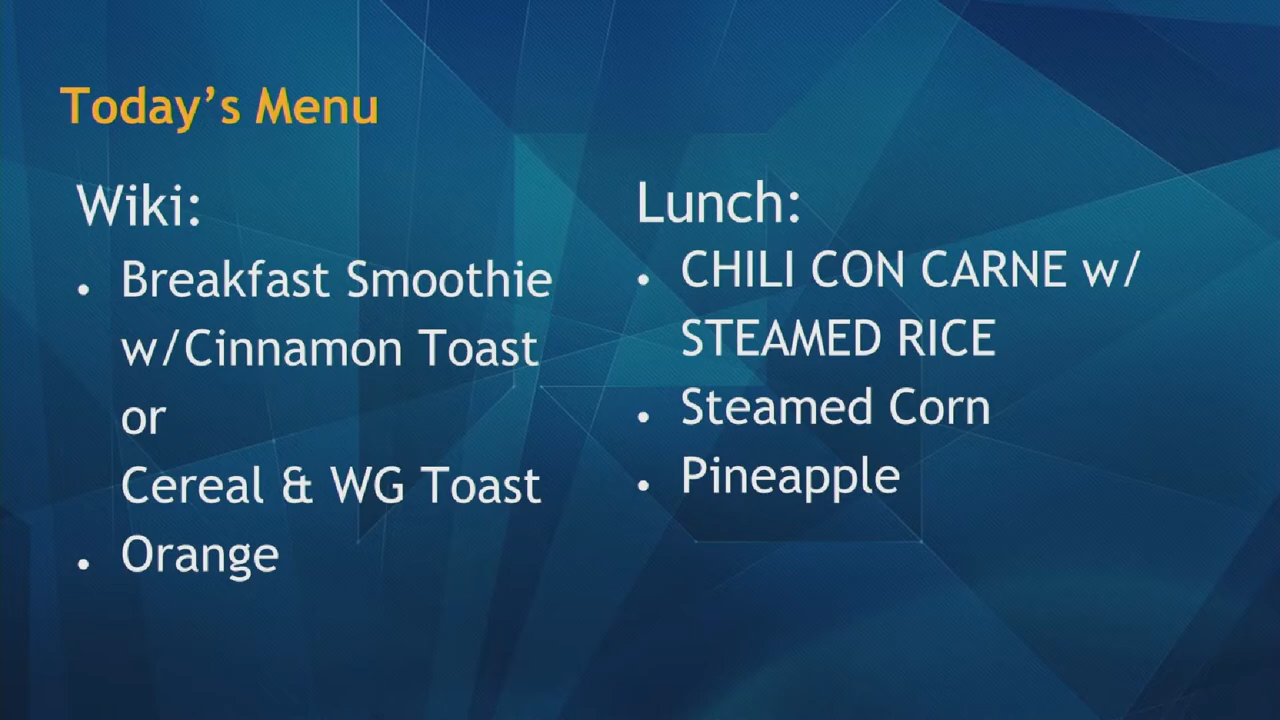 Today's Menu
Wiki:
• Breakfast Smoothie
w/Cinnamon Toast
or
Cereal & WG Toast
• Orange
Lunch:
• CHILI CON CARNE w/
STEAMED RICE
• Steamed Corn
• Pineapple